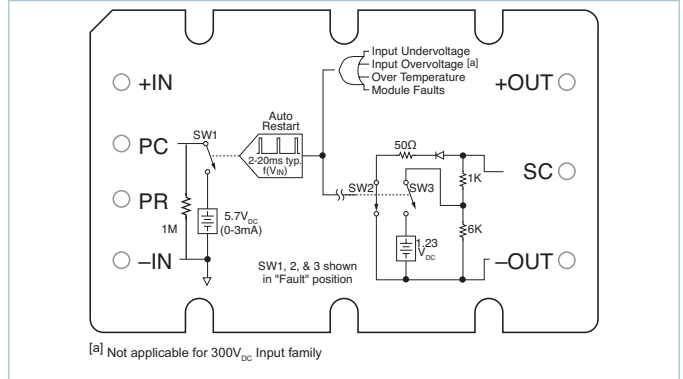 Input Undervoltage
Input Overvoltage [a]
Over Temperature
Module Faults
+IN
+OUT
Auto
Restart
PC
SW1
2-20ms typ.
f(VIN)
50Ω
SC
1K
PR
SW2
SW3
1M
5.7VDC
(0-3mA)
6K
1.23
VDC
–IN
SW1, 2, & 3 shown
in "Fault" position
–OUT
[a] Not applicable for 300VDC Input family